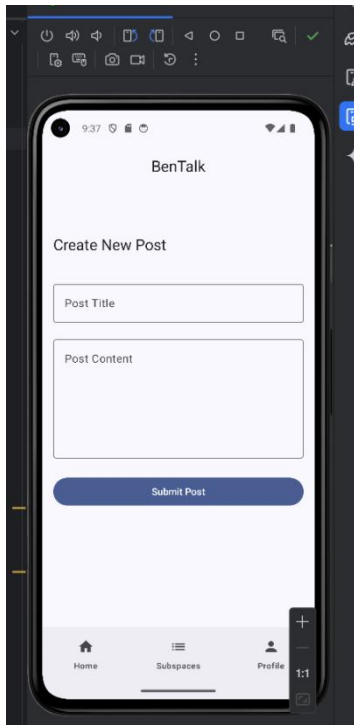 9:37
BenTalk
Create New Post
Post Title
Post Content
Submit Post
Home Subspaces Profile
1:1